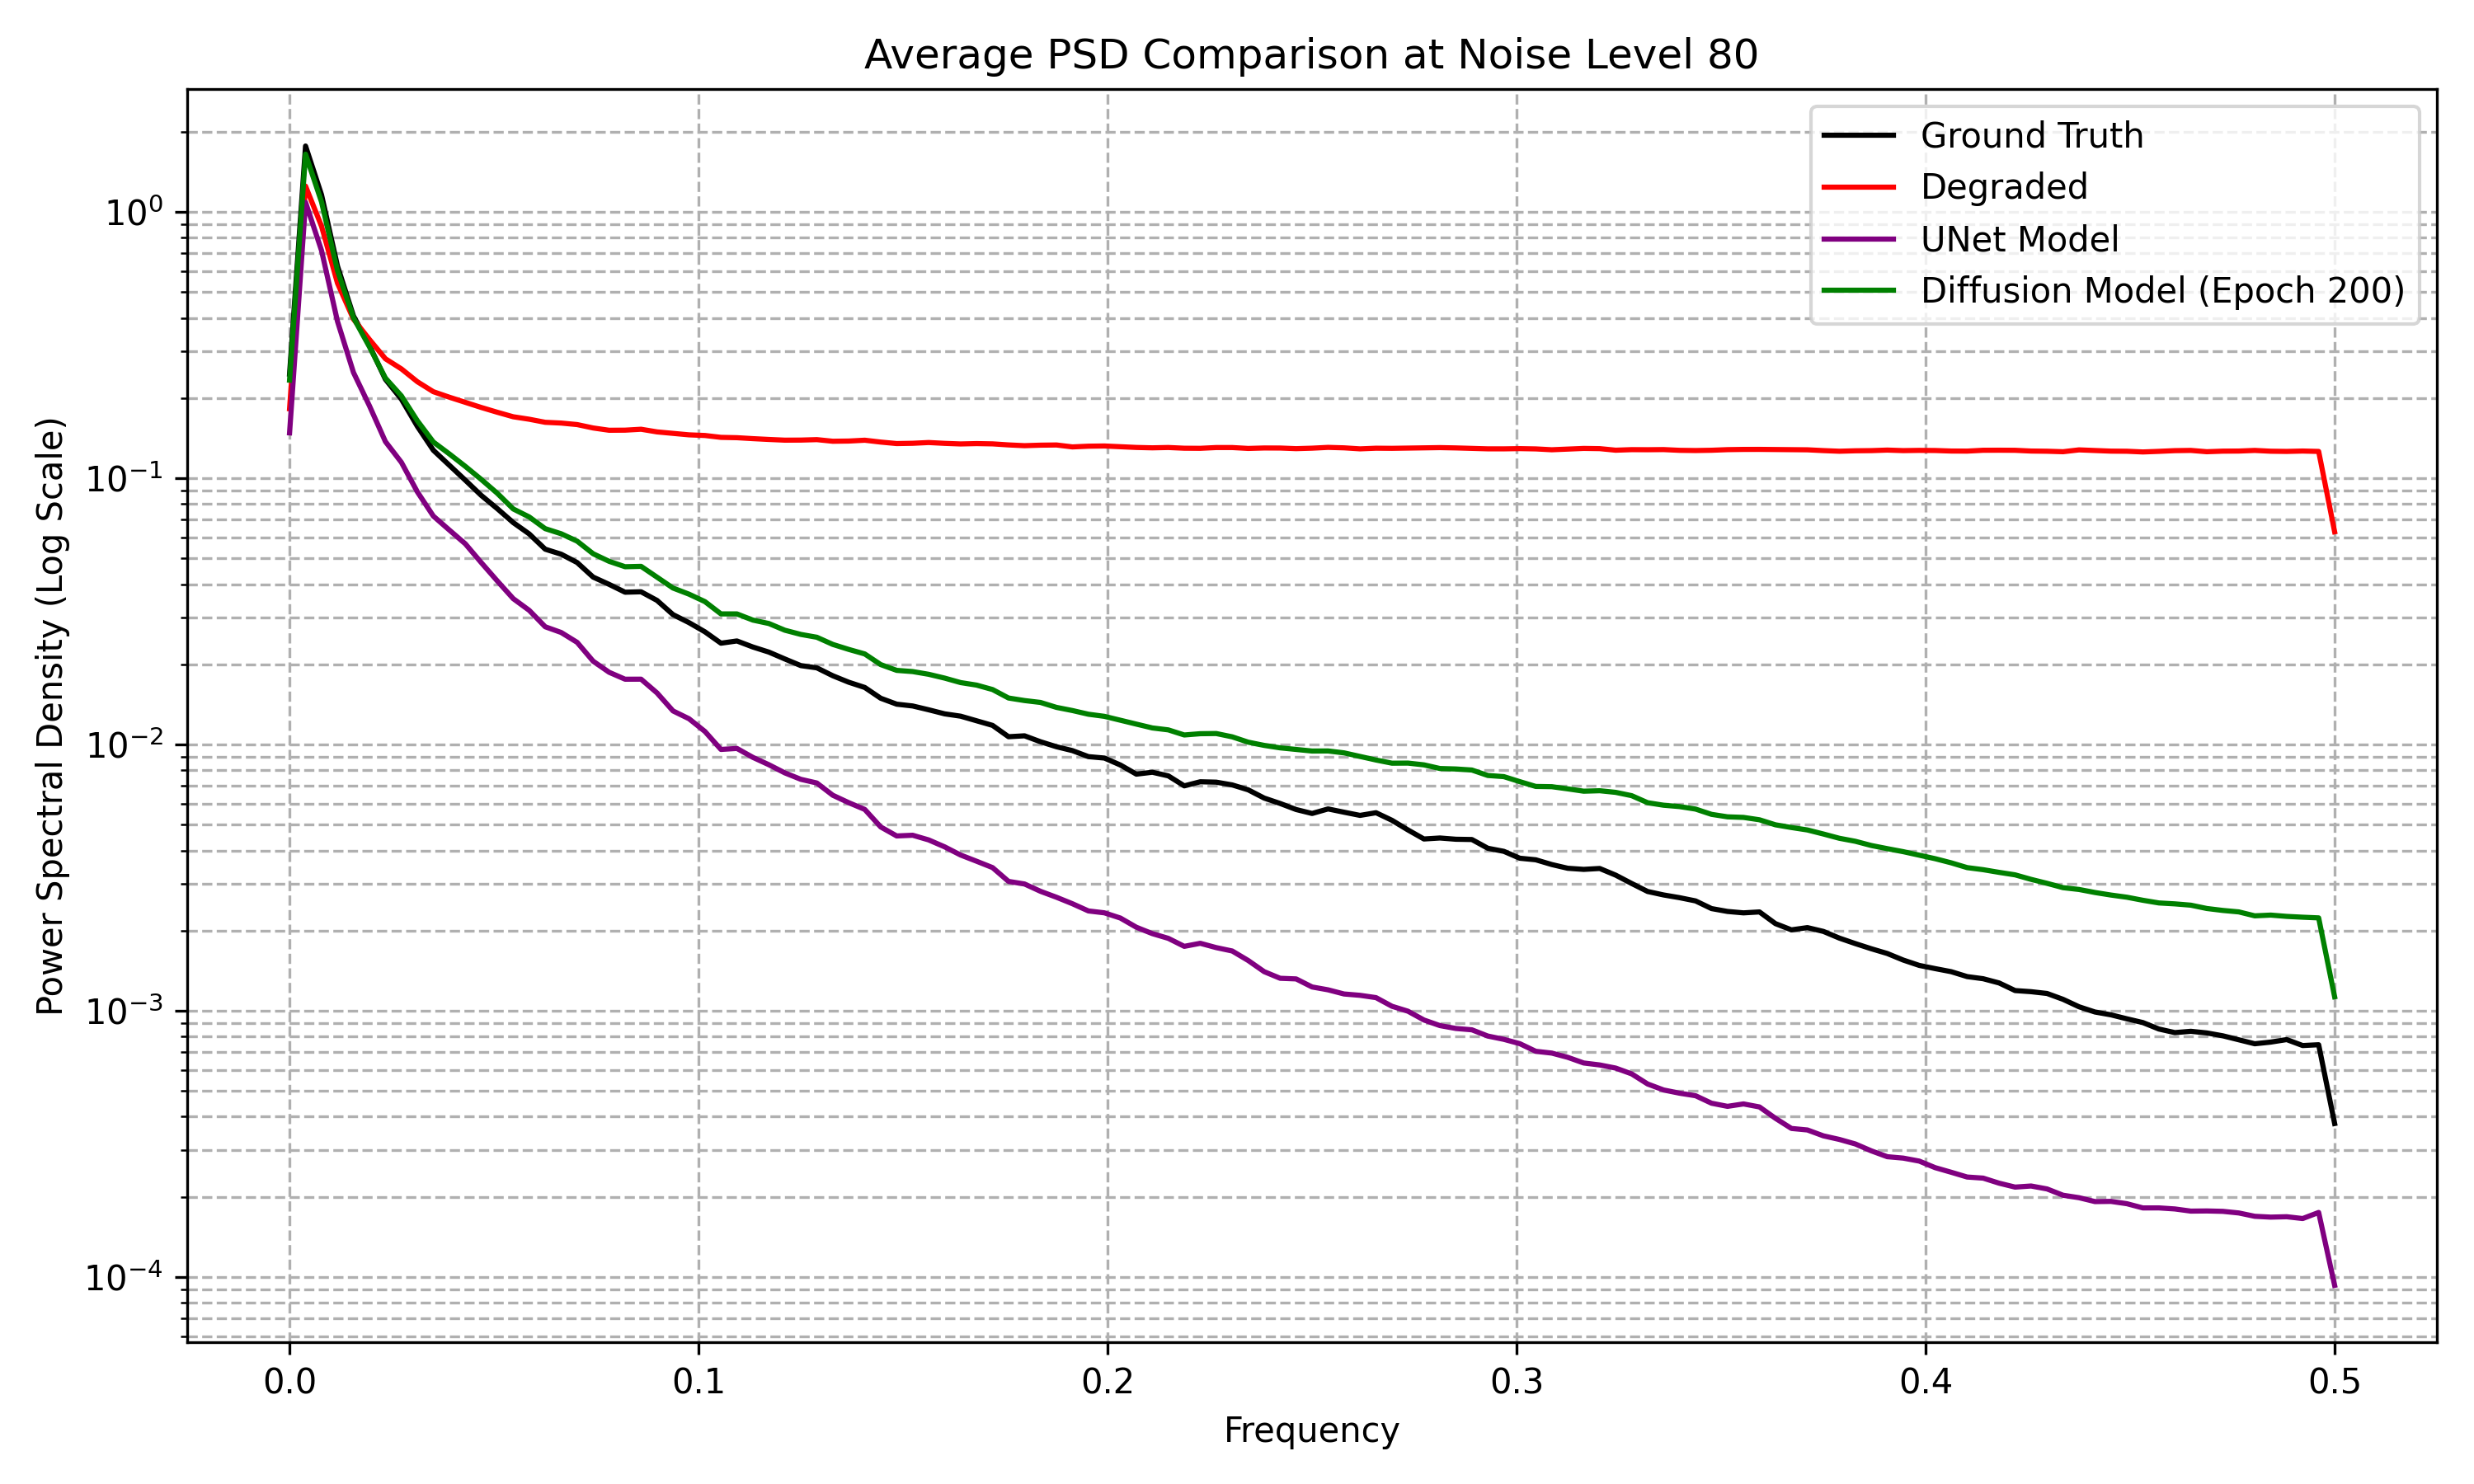 Average PSD Comparison at Noise Level 80
Ground Truth
Degraded
UNet Model
Diffusion Model (Epoch 200)
Power Spectral Density (Log Scale)
10⁰
10⁻¹
10⁻²
10⁻³
10⁻⁴
0.0 0.1 0.2 0.3 0.4 0.5
Frequency